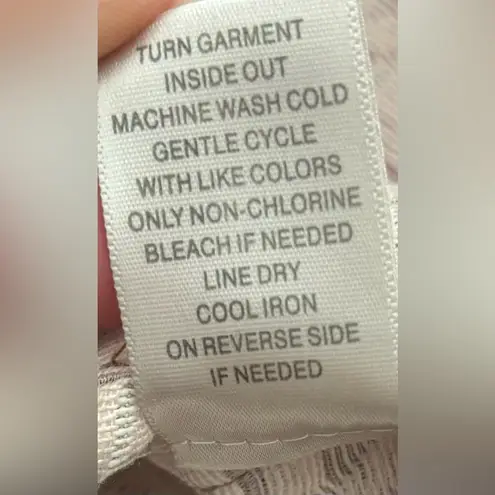 TURN GARMENT
INSIDE OUT
MACHINE WASH COLD
GENTLE CYCLE
WITH LIKE COLORS
ONLY NON-CHLORINE
BLEACH IF NEEDED
LINE DRY
COOL IRON
ON REVERSE SIDE
IF NEEDED